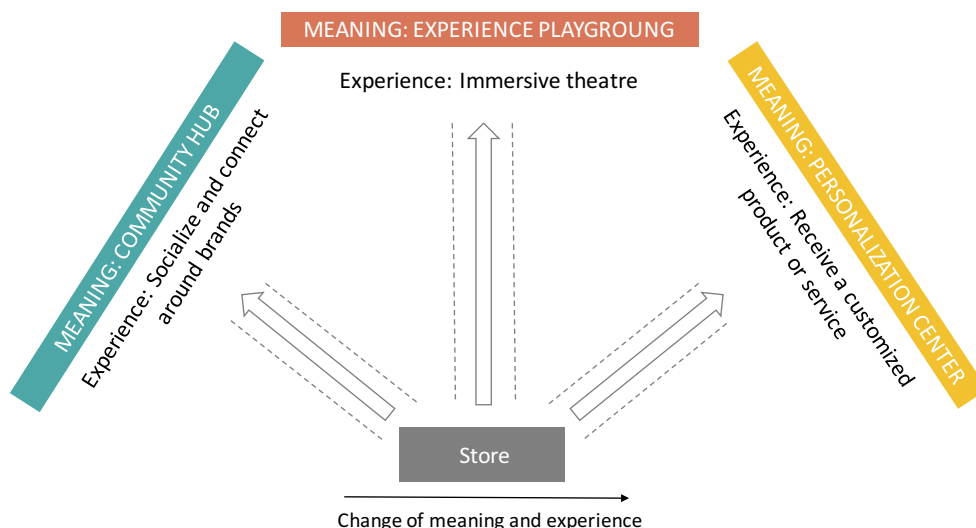 MEANING: EXPERIENCE PLAYGROUNG
Experience: Immersive theatre
MEANING: COMMUNITY HUB
Experience: Socialize and connect
around brands
MEANING: PERSONALIZATION CENTER
Experience: Receive a customized
product or service
Store
Change of meaning and experience